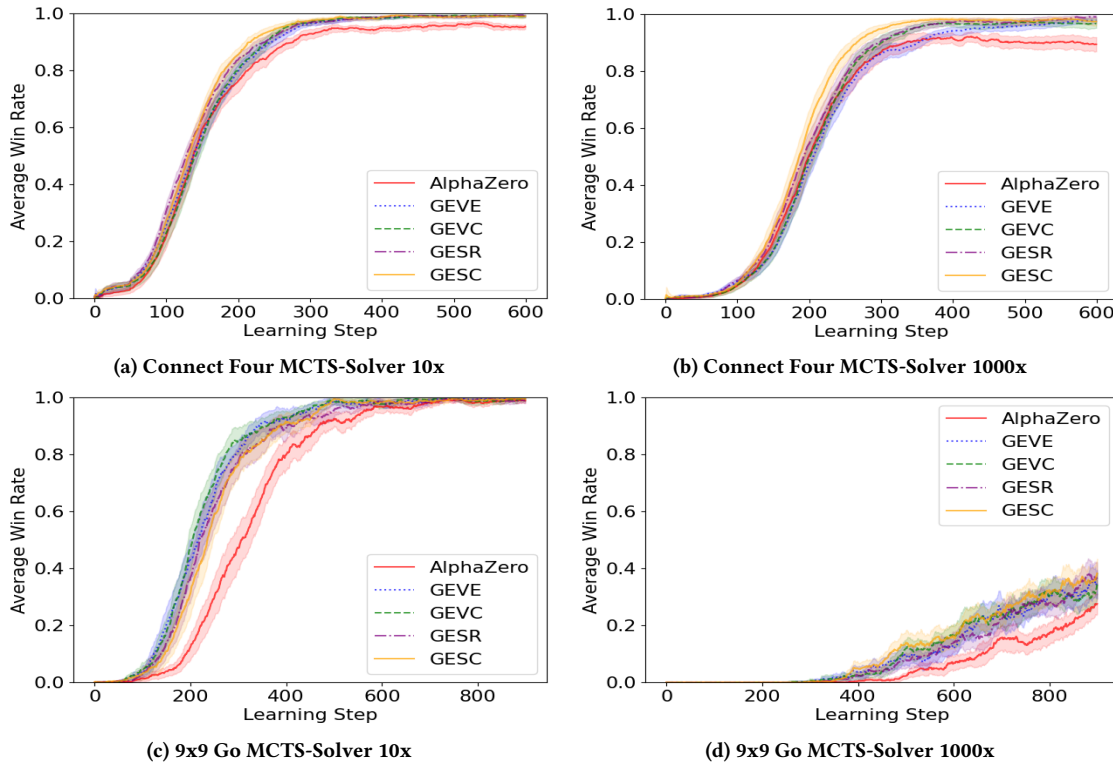 1.0
0.8
0.6
0.4
0.2
0.0
Average Win Rate
AlphaZero
GEVE
GEVC
GESR
GESC
0 100 200 300 400 500 600
Learning Step
(a) Connect Four MCTS-Solver 10x
1.0
0.8
0.6
0.4
0.2
0.0
Average Win Rate
AlphaZero
GEVE
GEVC
GESR
GESC
0 100 200 300 400 500 600
Learning Step
(b) Connect Four MCTS-Solver 1000x
1.0
0.8
0.6
0.4
0.2
0.0
Average Win Rate
AlphaZero
GEVE
GEVC
GESR
GESC
0 200 400 600 800
Learning Step
(c) 9x9 Go MCTS-Solver 10x
1.0
0.8
0.6
0.4
0.2
0.0
Average Win Rate
AlphaZero
GEVE
GEVC
GESR
GESC
0 200 400 600 800
Learning Step
(d) 9x9 Go MCTS-Solver 1000x